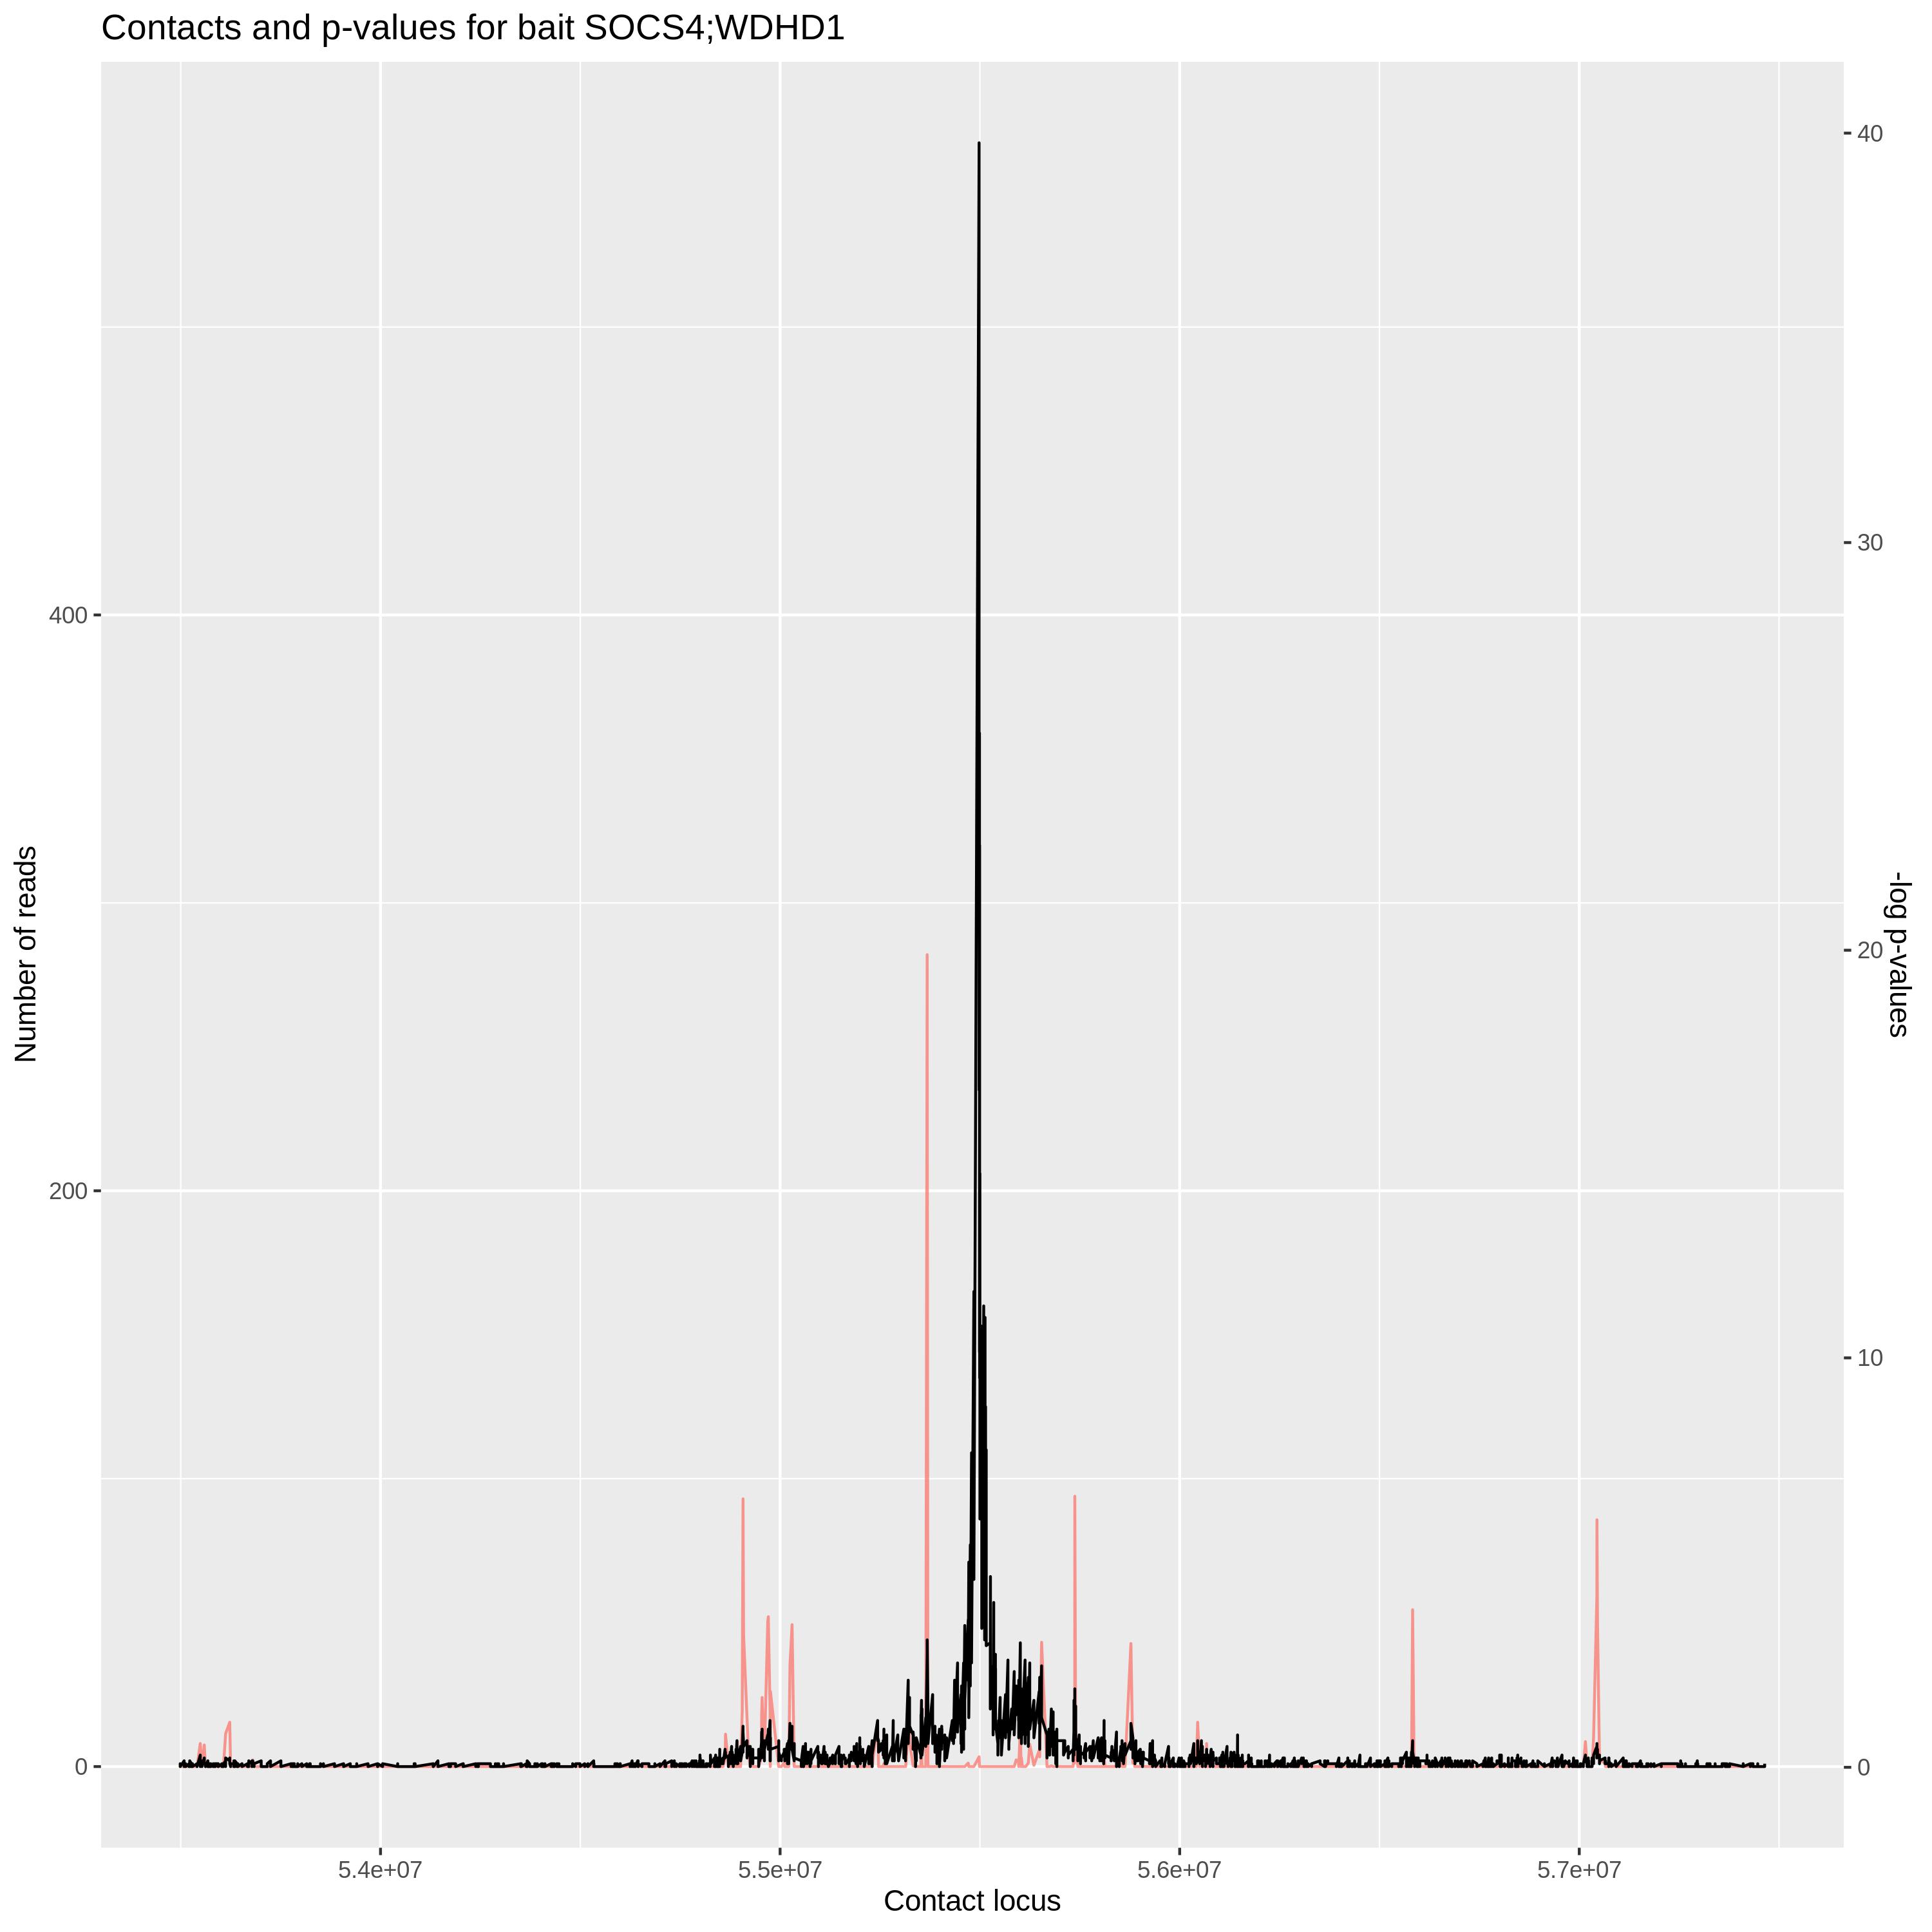 Contacts and p-values for bait SOCS4;WDHD1
40
30
400
Number of reads
-log p-values
20
200
10
0
0
5.4e+07
5.5e+07
5.6e+07
5.7e+07
Contact locus